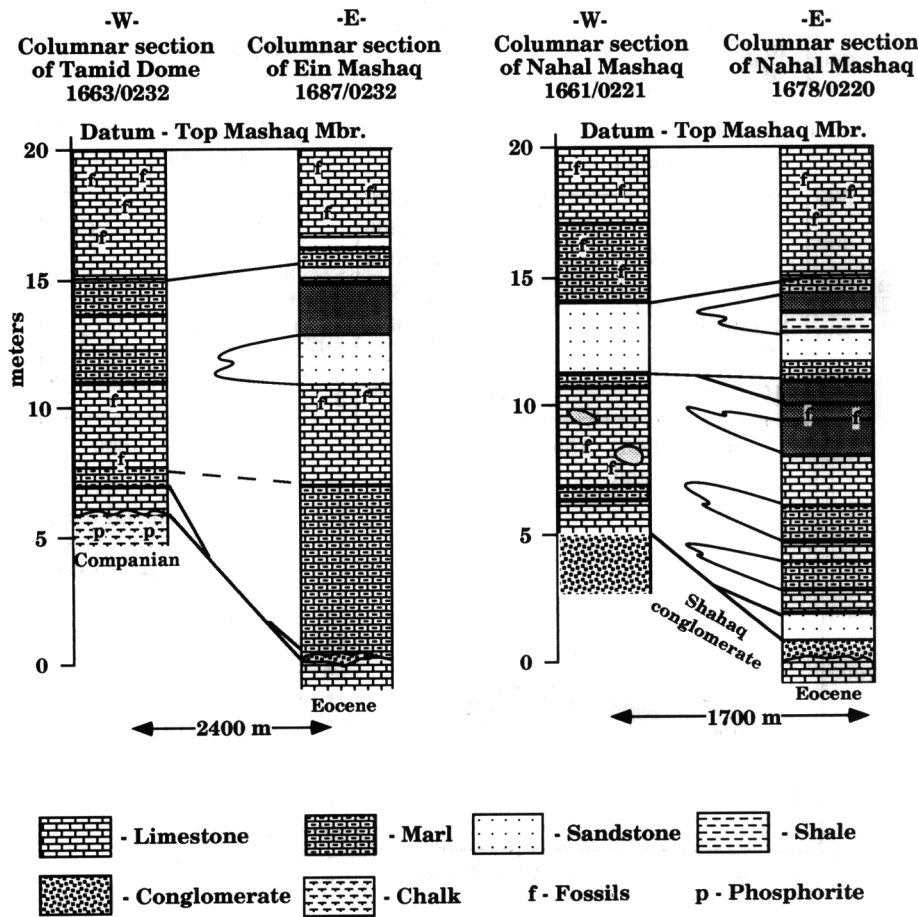 -W-
Columnar section
of Tamid Dome
1663/0232
-E-
Columnar section
of Ein Mashaq
1687/0232
-W-
Columnar section
of Nahal Mashaq
1661/0221
-E-
Columnar section
of Nahal Mashaq
1678/0220
Datum - Top Mashaq Mbr.
Datum - Top Mashaq Mbr.
meters
20
15
10
5
0
f
f
f
f
f
f
p
p
Companian
f
f
f
f
f
Eocene
2400 m
20
15
10
5
0
f
f
f
f
f
f
Shahaq
conglomerate
f
f
f
f
f
Eocene
1700 m
- Limestone
- Marl
- Sandstone
- Shale
- Conglomerate
- Chalk
f - Fossils
p - Phosphorite